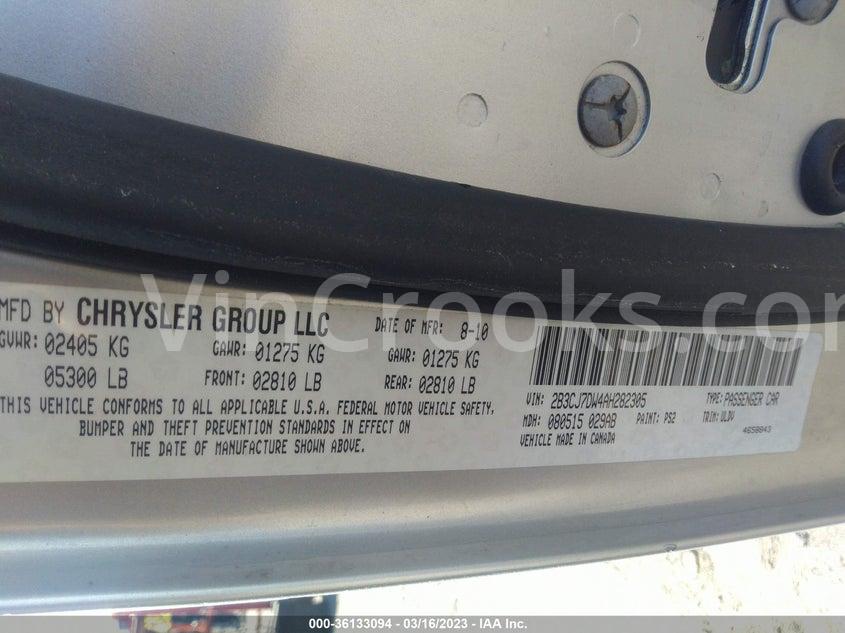 VinCrooks.com
MFD BY CHRYSLER GROUP LLC DATE OF MFR: 8-10
GVWR: 02405 KG GAWR: 01275 KG GAWR: 01275 KG
05300 LB FRONT: 02810 LB REAR: 02810 LB
THIS VEHICLE CONFORMS TO ALL APPLICABLE U.S.A. FEDERAL MOTOR VEHICLE SAFETY,
BUMPER AND THEFT PREVENTION STANDARDS IN EFFECT ON
THE DATE OF MANUFACTURE SHOWN ABOVE.
VIN: 2B3CJ7DW4AH282305 TYPE: PASSENGER CAR
MDH: 080515 029AB PAINT: PS2 TRIM: ULDV
VEHICLE MADE IN CANADA 4658843
000-36133094 - 03/16/2023 - IAA Inc.